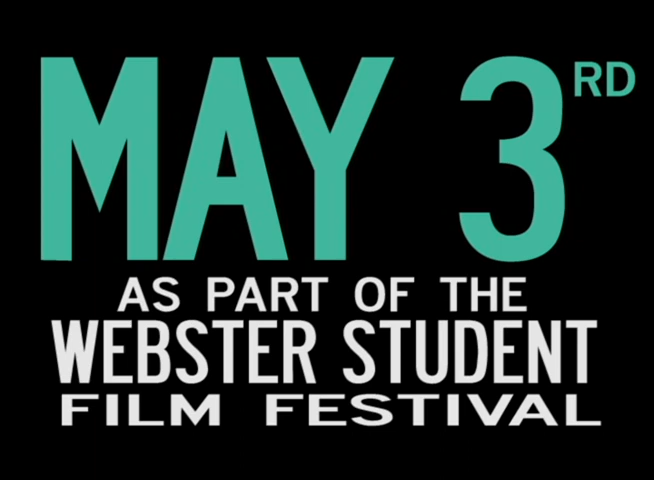 MAY 3RD
AS PART OF THE
WEBSTER STUDENT
FILM FESTIVAL